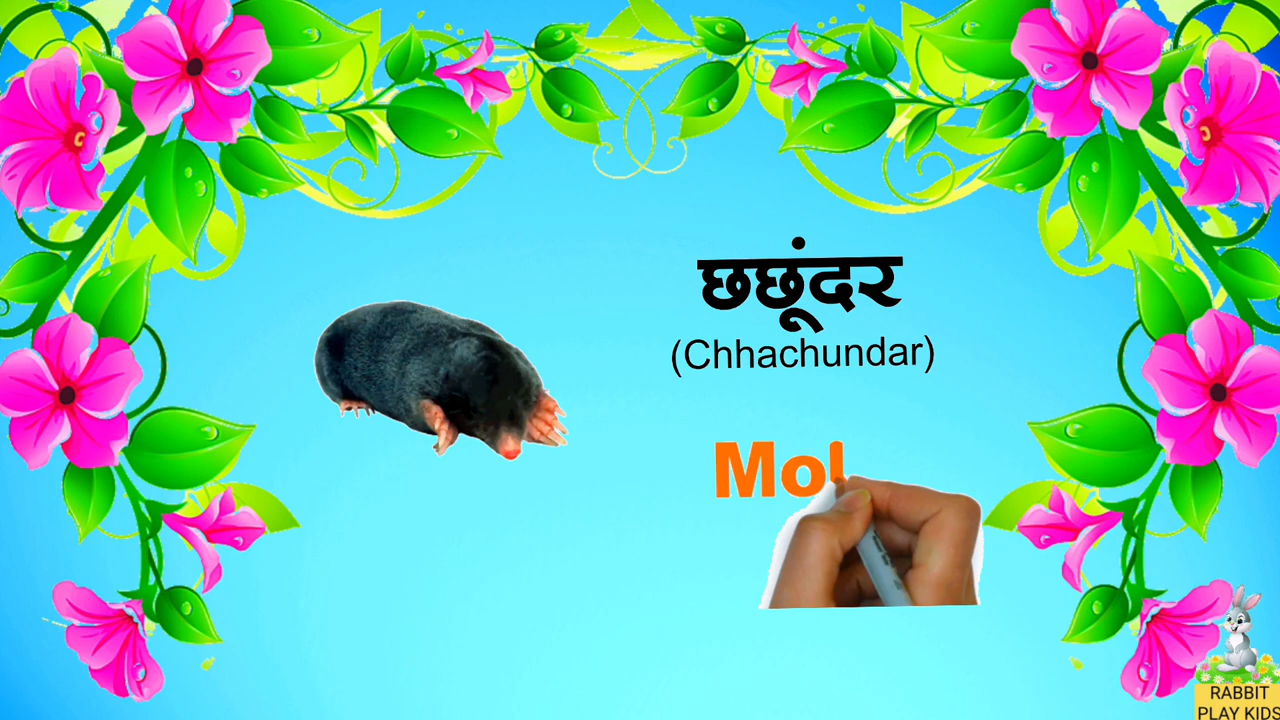 छछूंदर
(Chhachundar)
Mol
RABBIT
PLAY KIDS